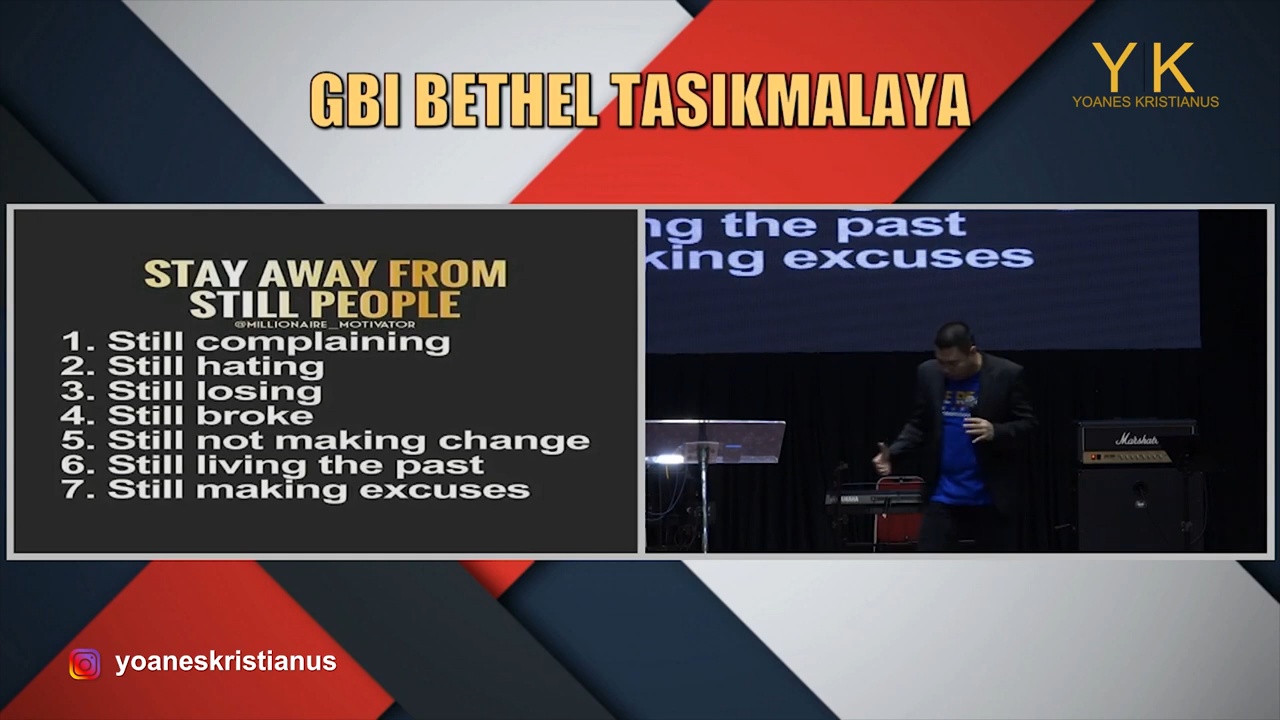 GBI BETHEL TASIKMALAYA
Y K
YOANES KRISTIANUS
STAY AWAY FROM
STILL PEOPLE
@MILLIONAIRE_MOTIVATOR
1. Still complaining
2. Still hating
3. Still losing
4. Still broke
5. Still not making change
6. Still living the past
7. Still making excuses
ng the past
king excuses
Marshall
YAMAHA
yoaneskristianus